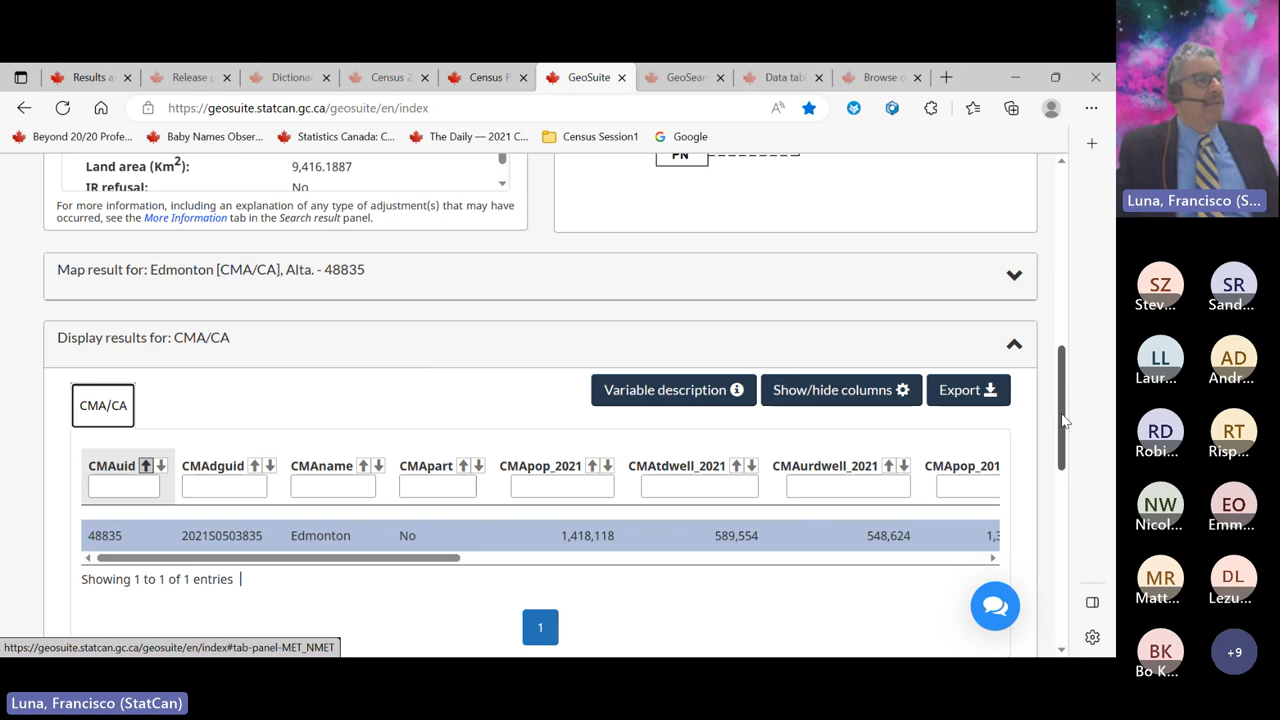 Results a
Release p
Dictionar
Census 2
Census P
GeoSuite
GeoSear
Data tab
Browse d
https://geosuite.statcan.gc.ca/geosuite/en/index
Beyond 20/20 Profe...
Baby Names Obser...
Statistics Canada: C...
The Daily — 2021 C...
Census Session1
Google
Land area (Km2): 9,416.1887
IR refusal: No
For more information, including an explanation of any type of adjustment(s) that may have
occurred, see the More Information tab in the Search result panel.
PN
Map result for: Edmonton [CMA/CA], Alta. - 48835
Display results for: CMA/CA
Variable description
Show/hide columns
Export
CMA/CA
CMAuid CMAdguid CMAname CMApart CMApop_2021 CMAtdwell_2021 CMAurdwell_2021 CMApop_201
48835 2021S0503835 Edmonton No 1,418,118 589,554 548,624 1,3
Showing 1 to 1 of 1 entries
1
https://geosuite.statcan.gc.ca/geosuite/en/index#tab-panel-MET_NMET
Luna, Francisco (StatCan)
Luna, Francisco (S...
SZ
Stev...
SR
Sand...
LL
Laur...
AD
Andr...
RD
Robi...
RT
Risp...
NW
Nicol...
EO
Emm...
MR
Matt...
DL
Lezu...
BK
Bo K...
+9